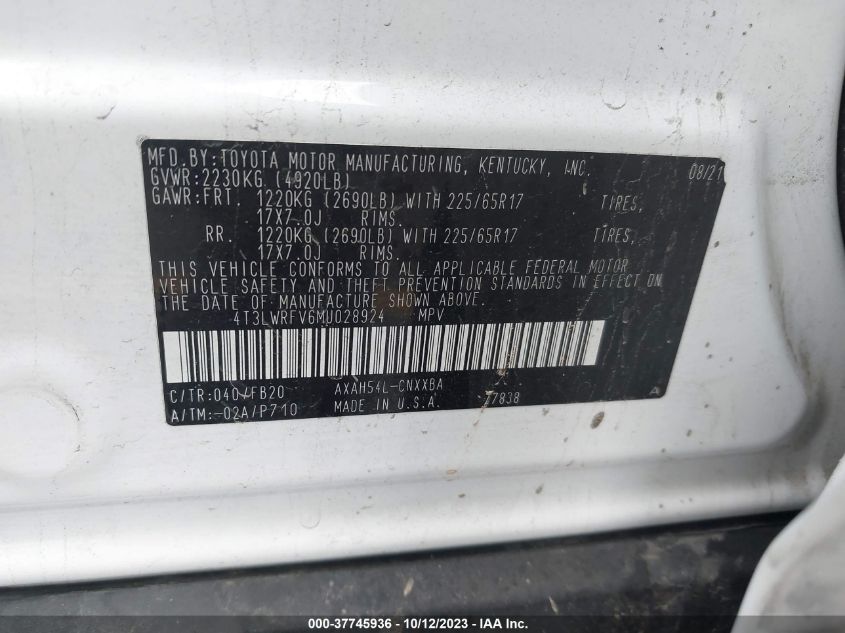 MFD.BY:TOYOTA MOTOR MANUFACTURING, KENTUCKY, INC. 08/21
GVWR:2230KG (4920LB)
GAWR:FRT. 1220KG (2690LB) WITH 225/65R17 TIRES,
17X7.0J RIMS.
RR. 1220KG (2690LB) WITH 225/65R17 TIRES,
17X7.0J RIMS.
THIS VEHICLE CONFORMS TO ALL APPLICABLE FEDERAL MOTOR
VEHICLE SAFETY AND THEFT PREVENTION STANDARDS IN EFFECT ON
THE DATE OF MANUFACTURE SHOWN ABOVE.
4T3LWRFV6MU028924 MPV
C/TR:040/FB20 AXAH54L-CNXXBA
A/TM:-02A/P710 MADE IN U.S.A. 77838 A
000-37745936 - 10/12/2023 - IAA Inc.